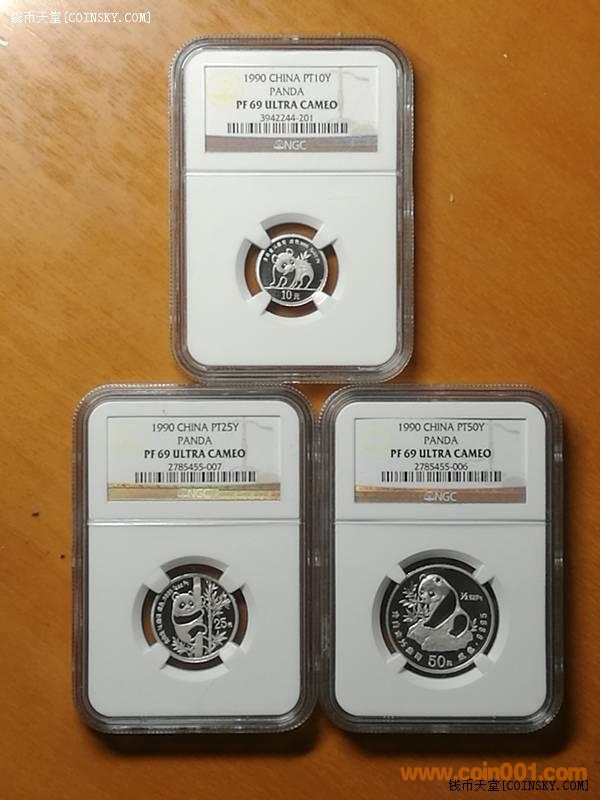 钱币天堂[COINSKY.COM]
1990 CHINA PT10Y
PANDA
PF 69 ULTRA CAMEO
3942244-201
NGC
10元
1990 CHINA PT25Y
PANDA
PF 69 ULTRA CAMEO
2785455-007
NGC
25元
1990 CHINA PT50Y
PANDA
PF 69 ULTRA CAMEO
2785455-006
NGC
50元
www.coin001.com
钱币天堂[COINSKY.COM]